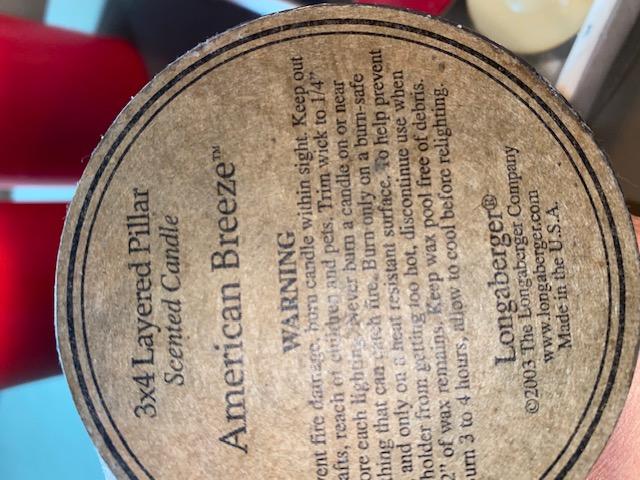 3x4 Layered Pillar
Scented Candle
American Breeze™
WARNING
vent fire damage, burn candle within sight. Keep out
afts, reach of children and pets. Trim wick to 1/4"
ore each lighting. Never burn a candle on or near
thing that can catch fire. Burn only on a burn-safe
and only on a heat resistant surface. To help prevent
holder from getting too hot, discontinue use when
2" of wax remains. Keep wax pool free of debris.
urn 3 to 4 hours, allow to cool before relighting.
Longaberger®
©2003 The Longaberger Company
www.longaberger.com
Made in the U.S.A.